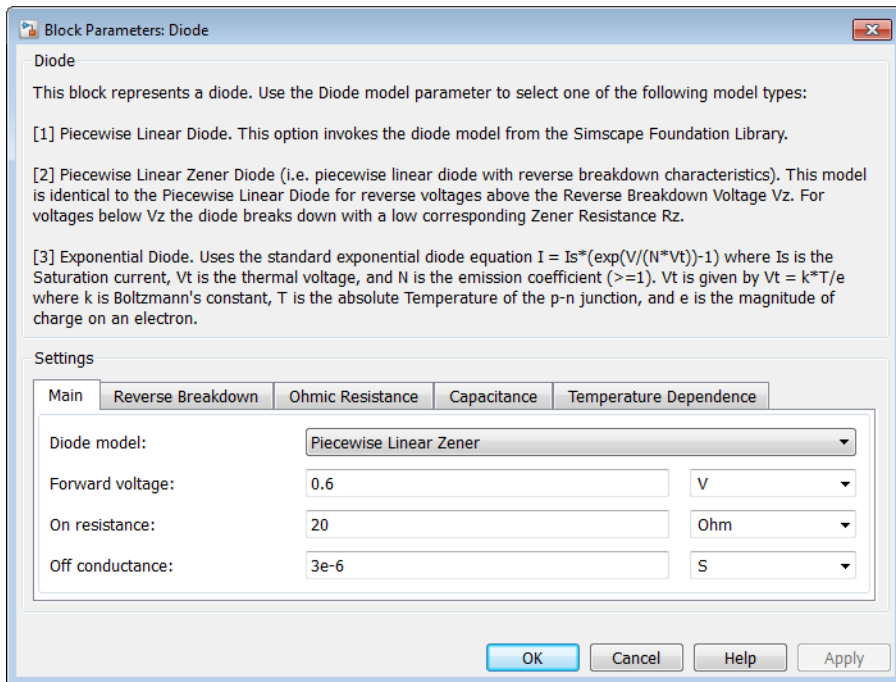 Block Parameters: Diode
Diode
This block represents a diode. Use the Diode model parameter to select one of the following model types:
[1] Piecewise Linear Diode. This option invokes the diode model from the Simscape Foundation Library.
[2] Piecewise Linear Zener Diode (i.e. piecewise linear diode with reverse breakdown characteristics). This model
is identical to the Piecewise Linear Diode for reverse voltages above the Reverse Breakdown Voltage Vz. For
voltages below Vz the diode breaks down with a low corresponding Zener Resistance Rz.
[3] Exponential Diode. Uses the standard exponential diode equation I = Is*(exp(V/(N*Vt))-1) where Is is the
Saturation current, Vt is the thermal voltage, and N is the emission coefficient (>=1). Vt is given by Vt = k*T/e
where k is Boltzmann's constant, T is the absolute Temperature of the p-n junction, and e is the magnitude of
charge on an electron.
Settings
Main Reverse Breakdown Ohmic Resistance Capacitance Temperature Dependence
Diode model: Piecewise Linear Zener
Forward voltage: 0.6 V
On resistance: 20 Ohm
Off conductance: 3e-6 S
OK Cancel Help Apply